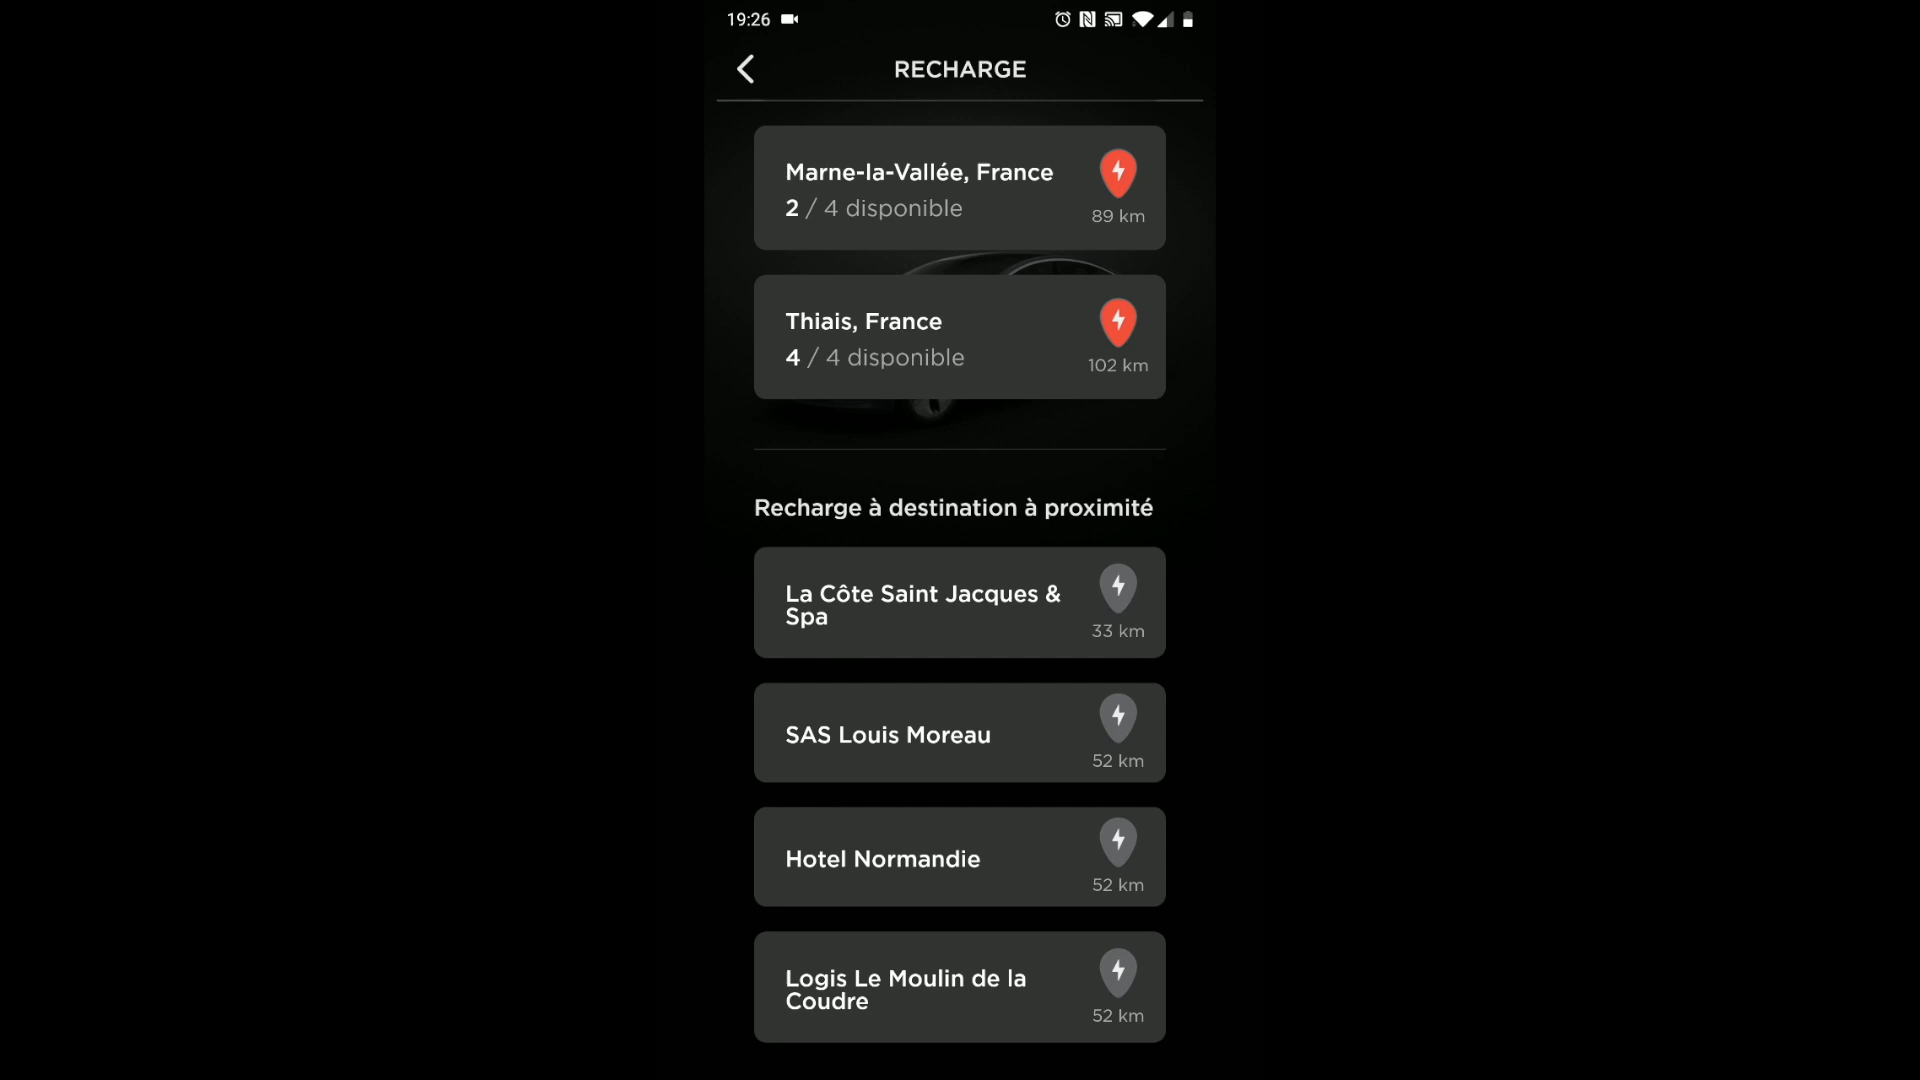 19:26
RECHARGE
Marne-la-Vallée, France
2 / 4 disponible
89 km
Thiais, France
4 / 4 disponible
102 km
Recharge à destination à proximité
La Côte Saint Jacques &
Spa
33 km
SAS Louis Moreau
52 km
Hotel Normandie
52 km
Logis Le Moulin de la
Coudre
52 km